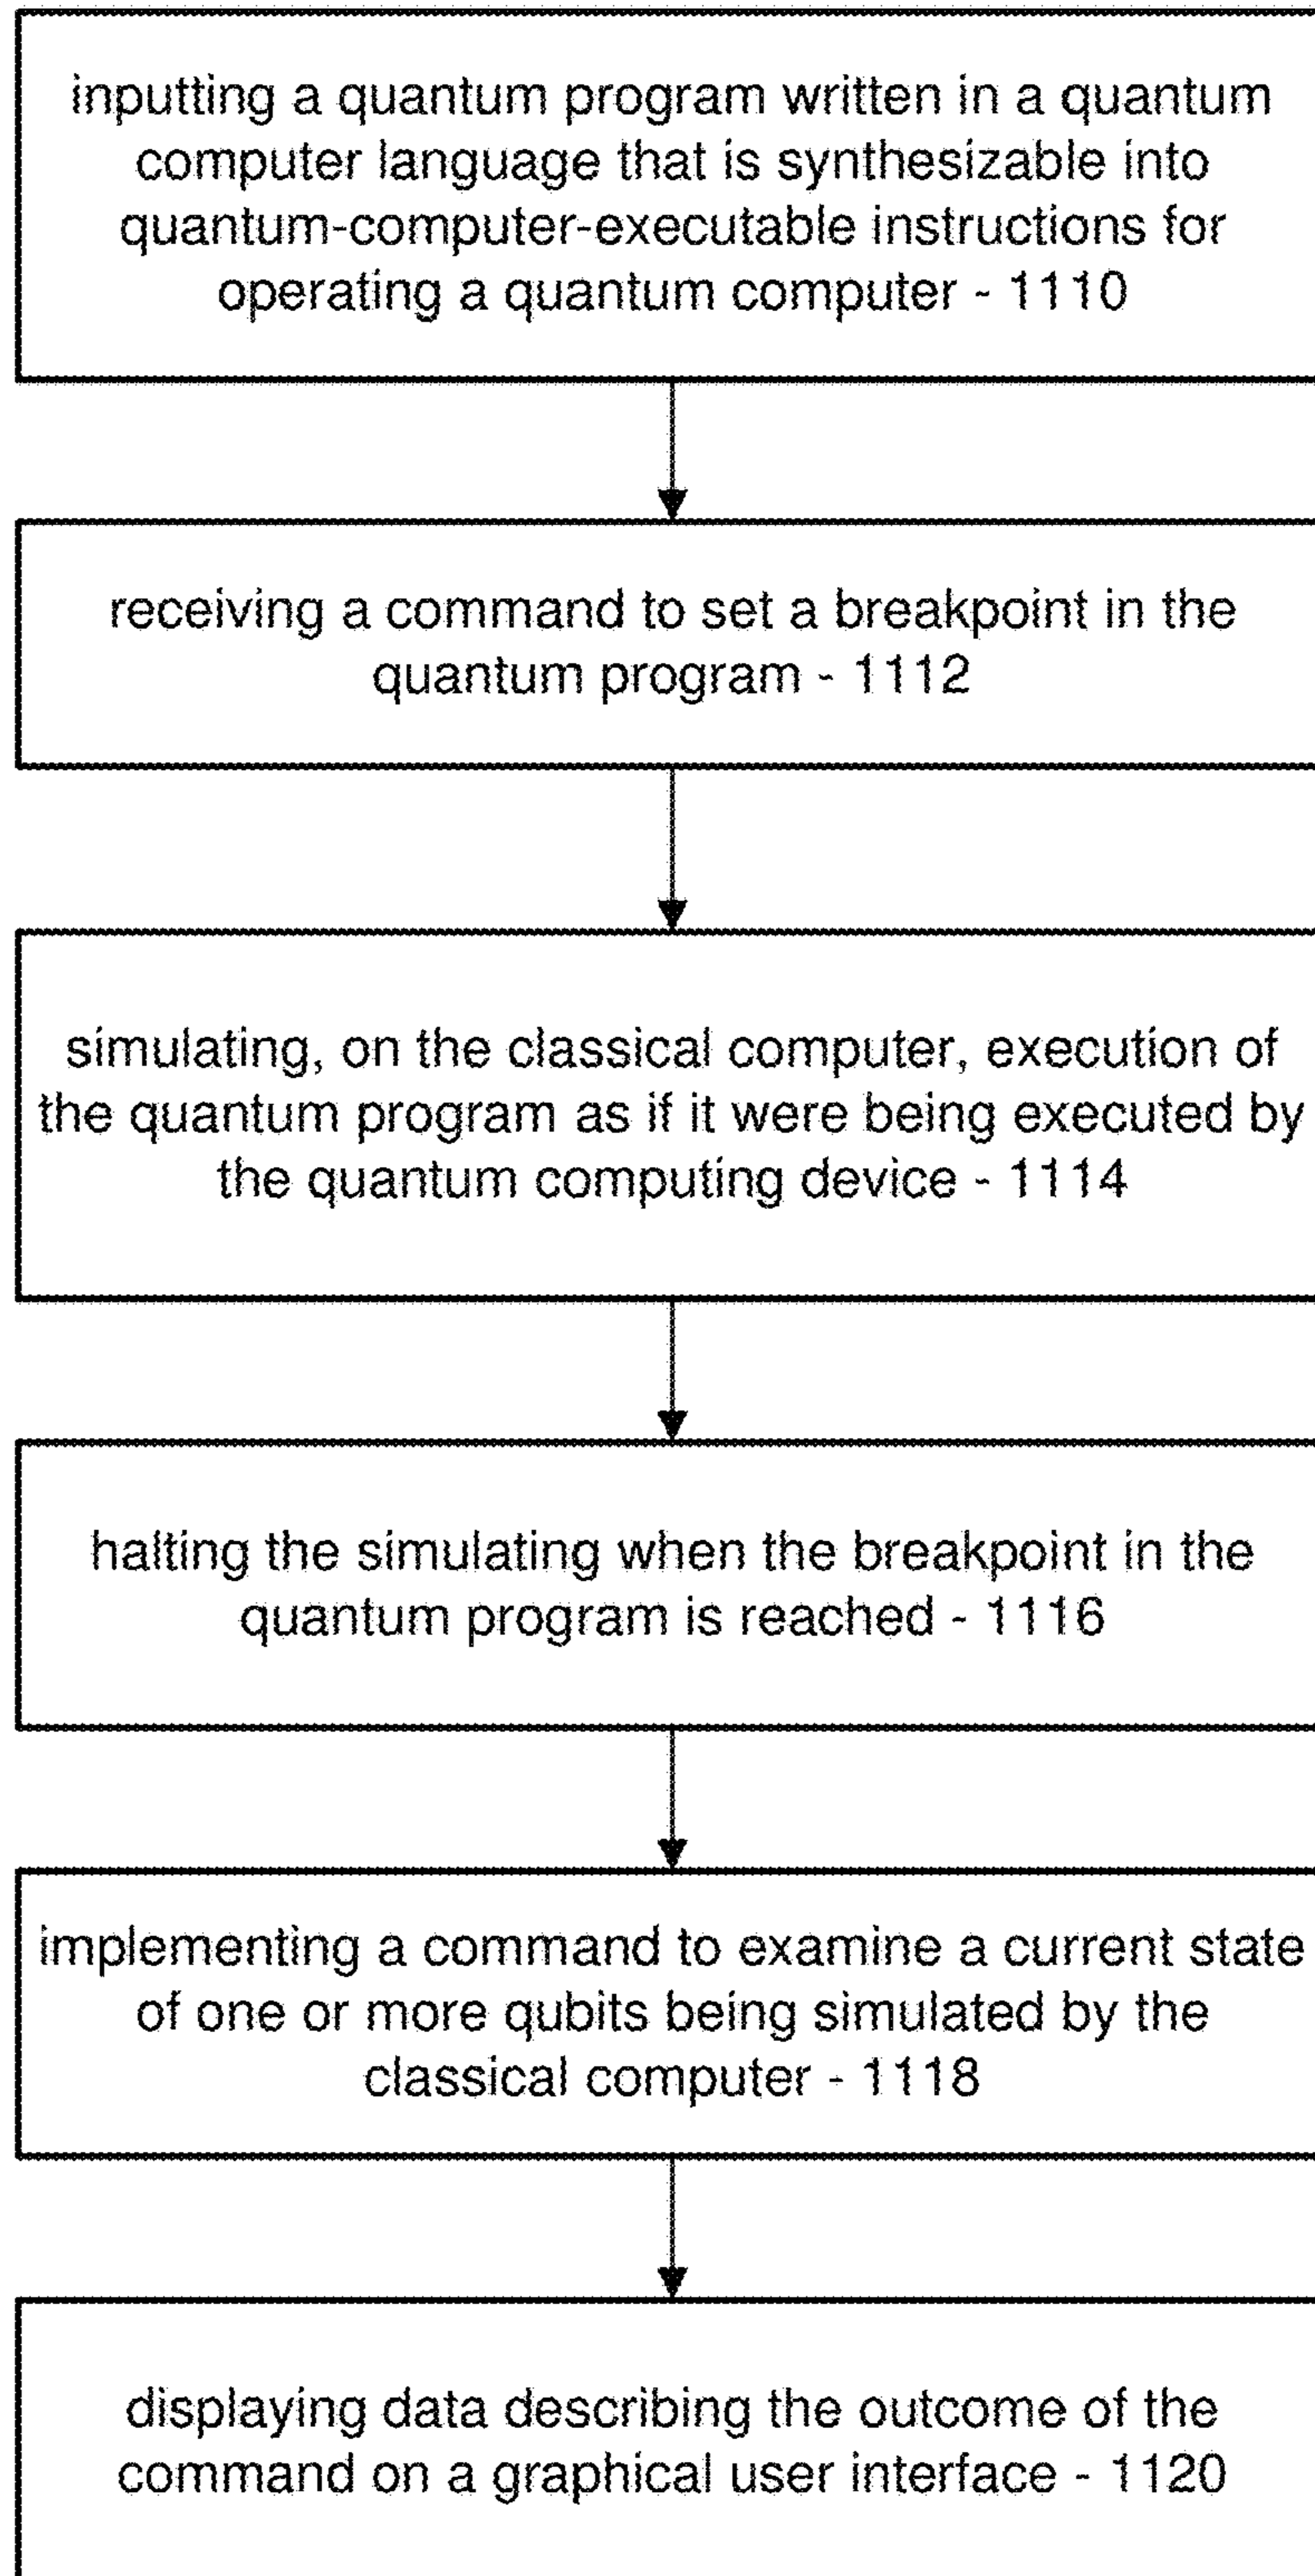 inputting a quantum program written in a quantum
computer language that is synthesizable into
quantum-computer-executable instructions for
operating a quantum computer - 1110
receiving a command to set a breakpoint in the
quantum program - 1112
simulating, on the classical computer, execution of
the quantum program as if it were being executed by
the quantum computing device - 1114
halting the simulating when the breakpoint in the
quantum program is reached - 1116
implementing a command to examine a current state
of one or more qubits being simulated by the
classical computer - 1118
displaying data describing the outcome of the
command on a graphical user interface - 1120